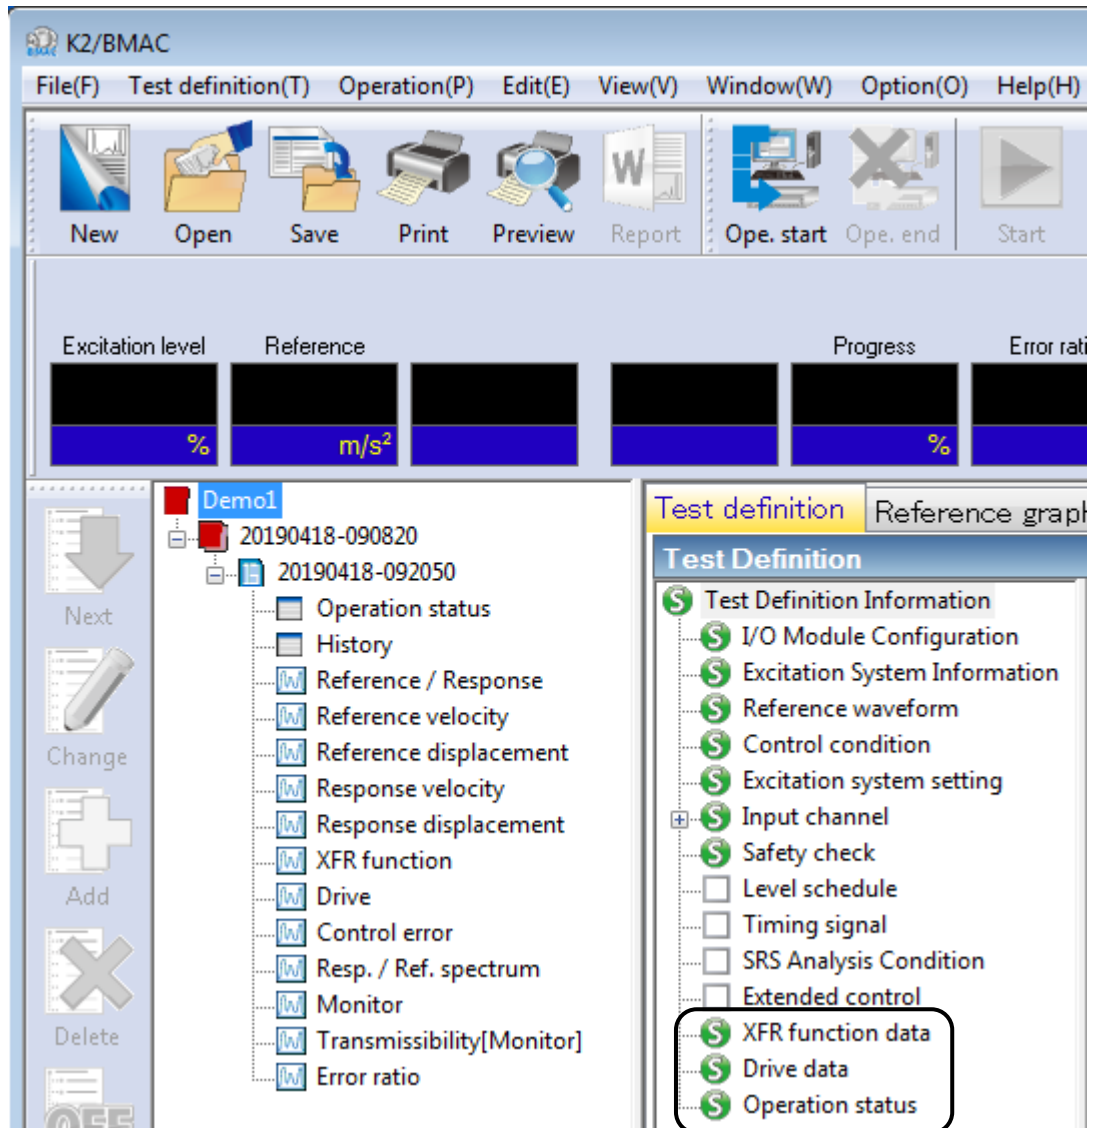 K2/BMAC
File(F) Test definition(T) Operation(P) Edit(E) View(V) Window(W) Option(O) Help(H)
New Open Save Print Preview Report Ope. start Ope. end Start
Excitation level Reference Progress Error rati
% m/s² %
Demo1
20190418-090820
20190418-092050
Operation status
History
Reference / Response
Reference velocity
Reference displacement
Response velocity
Response displacement
XFR function
Drive
Control error
Resp. / Ref. spectrum
Monitor
Transmissibility[Monitor]
Error ratio
Next
Change
Add
Delete
OFF
Test definition Reference graph
Test Definition
Test Definition Information
I/O Module Configuration
Excitation System Information
Reference waveform
Control condition
Excitation system setting
Input channel
Safety check
Level schedule
Timing signal
SRS Analysis Condition
Extended control
XFR function data
Drive data
Operation status